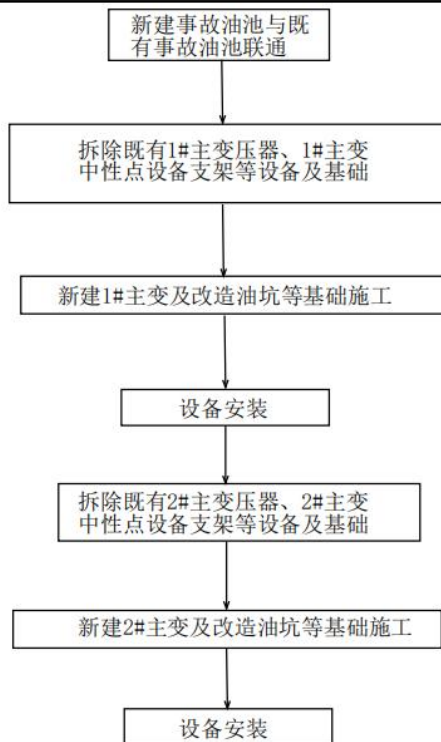 新建事故油池与既
有事故油池联通
拆除既有1#主变压器、1#主变
中性点设备支架等设备及基础
新建1#主变及改造油坑等基础施工
设备安装
拆除既有2#主变压器、2#主变
中性点设备支架等设备及基础
新建2#主变及改造油坑等基础施工
设备安装